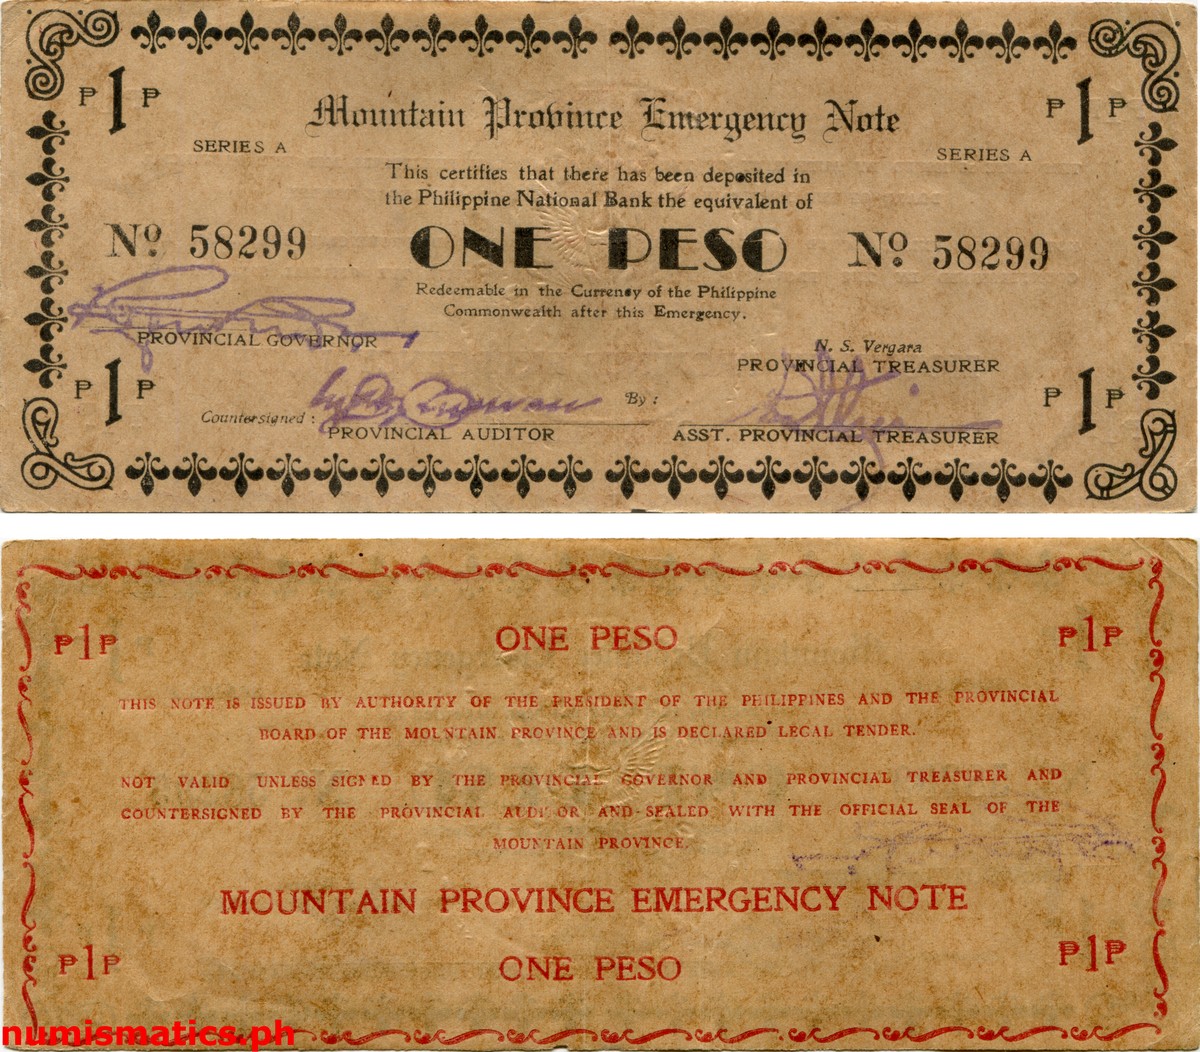 ₱ 1 ₱
₱ 1 ₱
Mountain Province Emergency Note
SERIES A
SERIES A
This certifies that there has been deposited in
the Philippine National Bank the equivalent of
Nº 58299
ONE PESO
Nº 58299
Redeemable in the Currency of the Philippine
Commonwealth after this Emergency.
PROVINCIAL GOVERNOR
N. S. Vergara
PROVINCIAL TREASURER
₱ 1 ₱
₱ 1 ₱
Countersigned :
By :
PROVINCIAL AUDITOR
ASST. PROVINCIAL TREASURER
₱1₱
ONE PESO
₱1₱
THIS NOTE IS ISSUED BY AUTHORITY OF THE PRESIDENT OF THE PHILIPPINES AND THE PROVINCIAL
BOARD OF THE MOUNTAIN PROVINCE AND IS DECLARED LEGAL TENDER.
NOT VALID UNLESS SIGNED BY THE PROVINCIAL GOVERNOR AND PROVINCIAL TREASURER AND
COUNTERSIGNED BY THE PROVINCIAL AUDITOR AND SEALED WITH THE OFFICIAL SEAL OF THE
MOUNTAIN PROVINCE.
MOUNTAIN PROVINCE EMERGENCY NOTE
₱1₱
ONE PESO
₱1₱
numismatics.ph